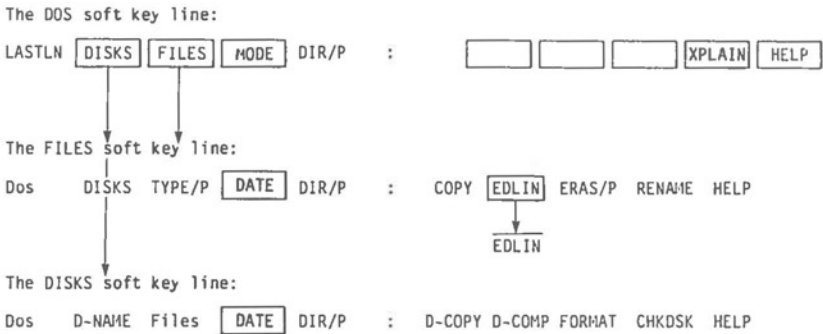 The DOS soft key line:
LASTLN DISKS FILES MODE DIR/P : XPLAIN HELP
The FILES soft key line:
Dos DISKS TYPE/P DATE DIR/P : COPY EDLIN ERAS/P RENAME HELP
EDLIN
The DISKS soft key line:
Dos D-NAME Files DATE DIR/P : D-COPY D-COMP FORMAT CHKDSK HELP